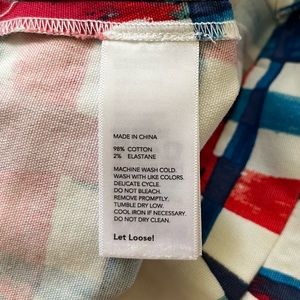 MADE IN CHINA
98% COTTON
2% ELASTANE
MACHINE WASH COLD.
WASH WITH LIKE COLORS.
DELICATE CYCLE.
DO NOT BLEACH.
REMOVE PROMPTLY.
TUMBLE DRY LOW.
COOL IRON IF NECESSARY.
DO NOT DRY CLEAN.
Let Loose!